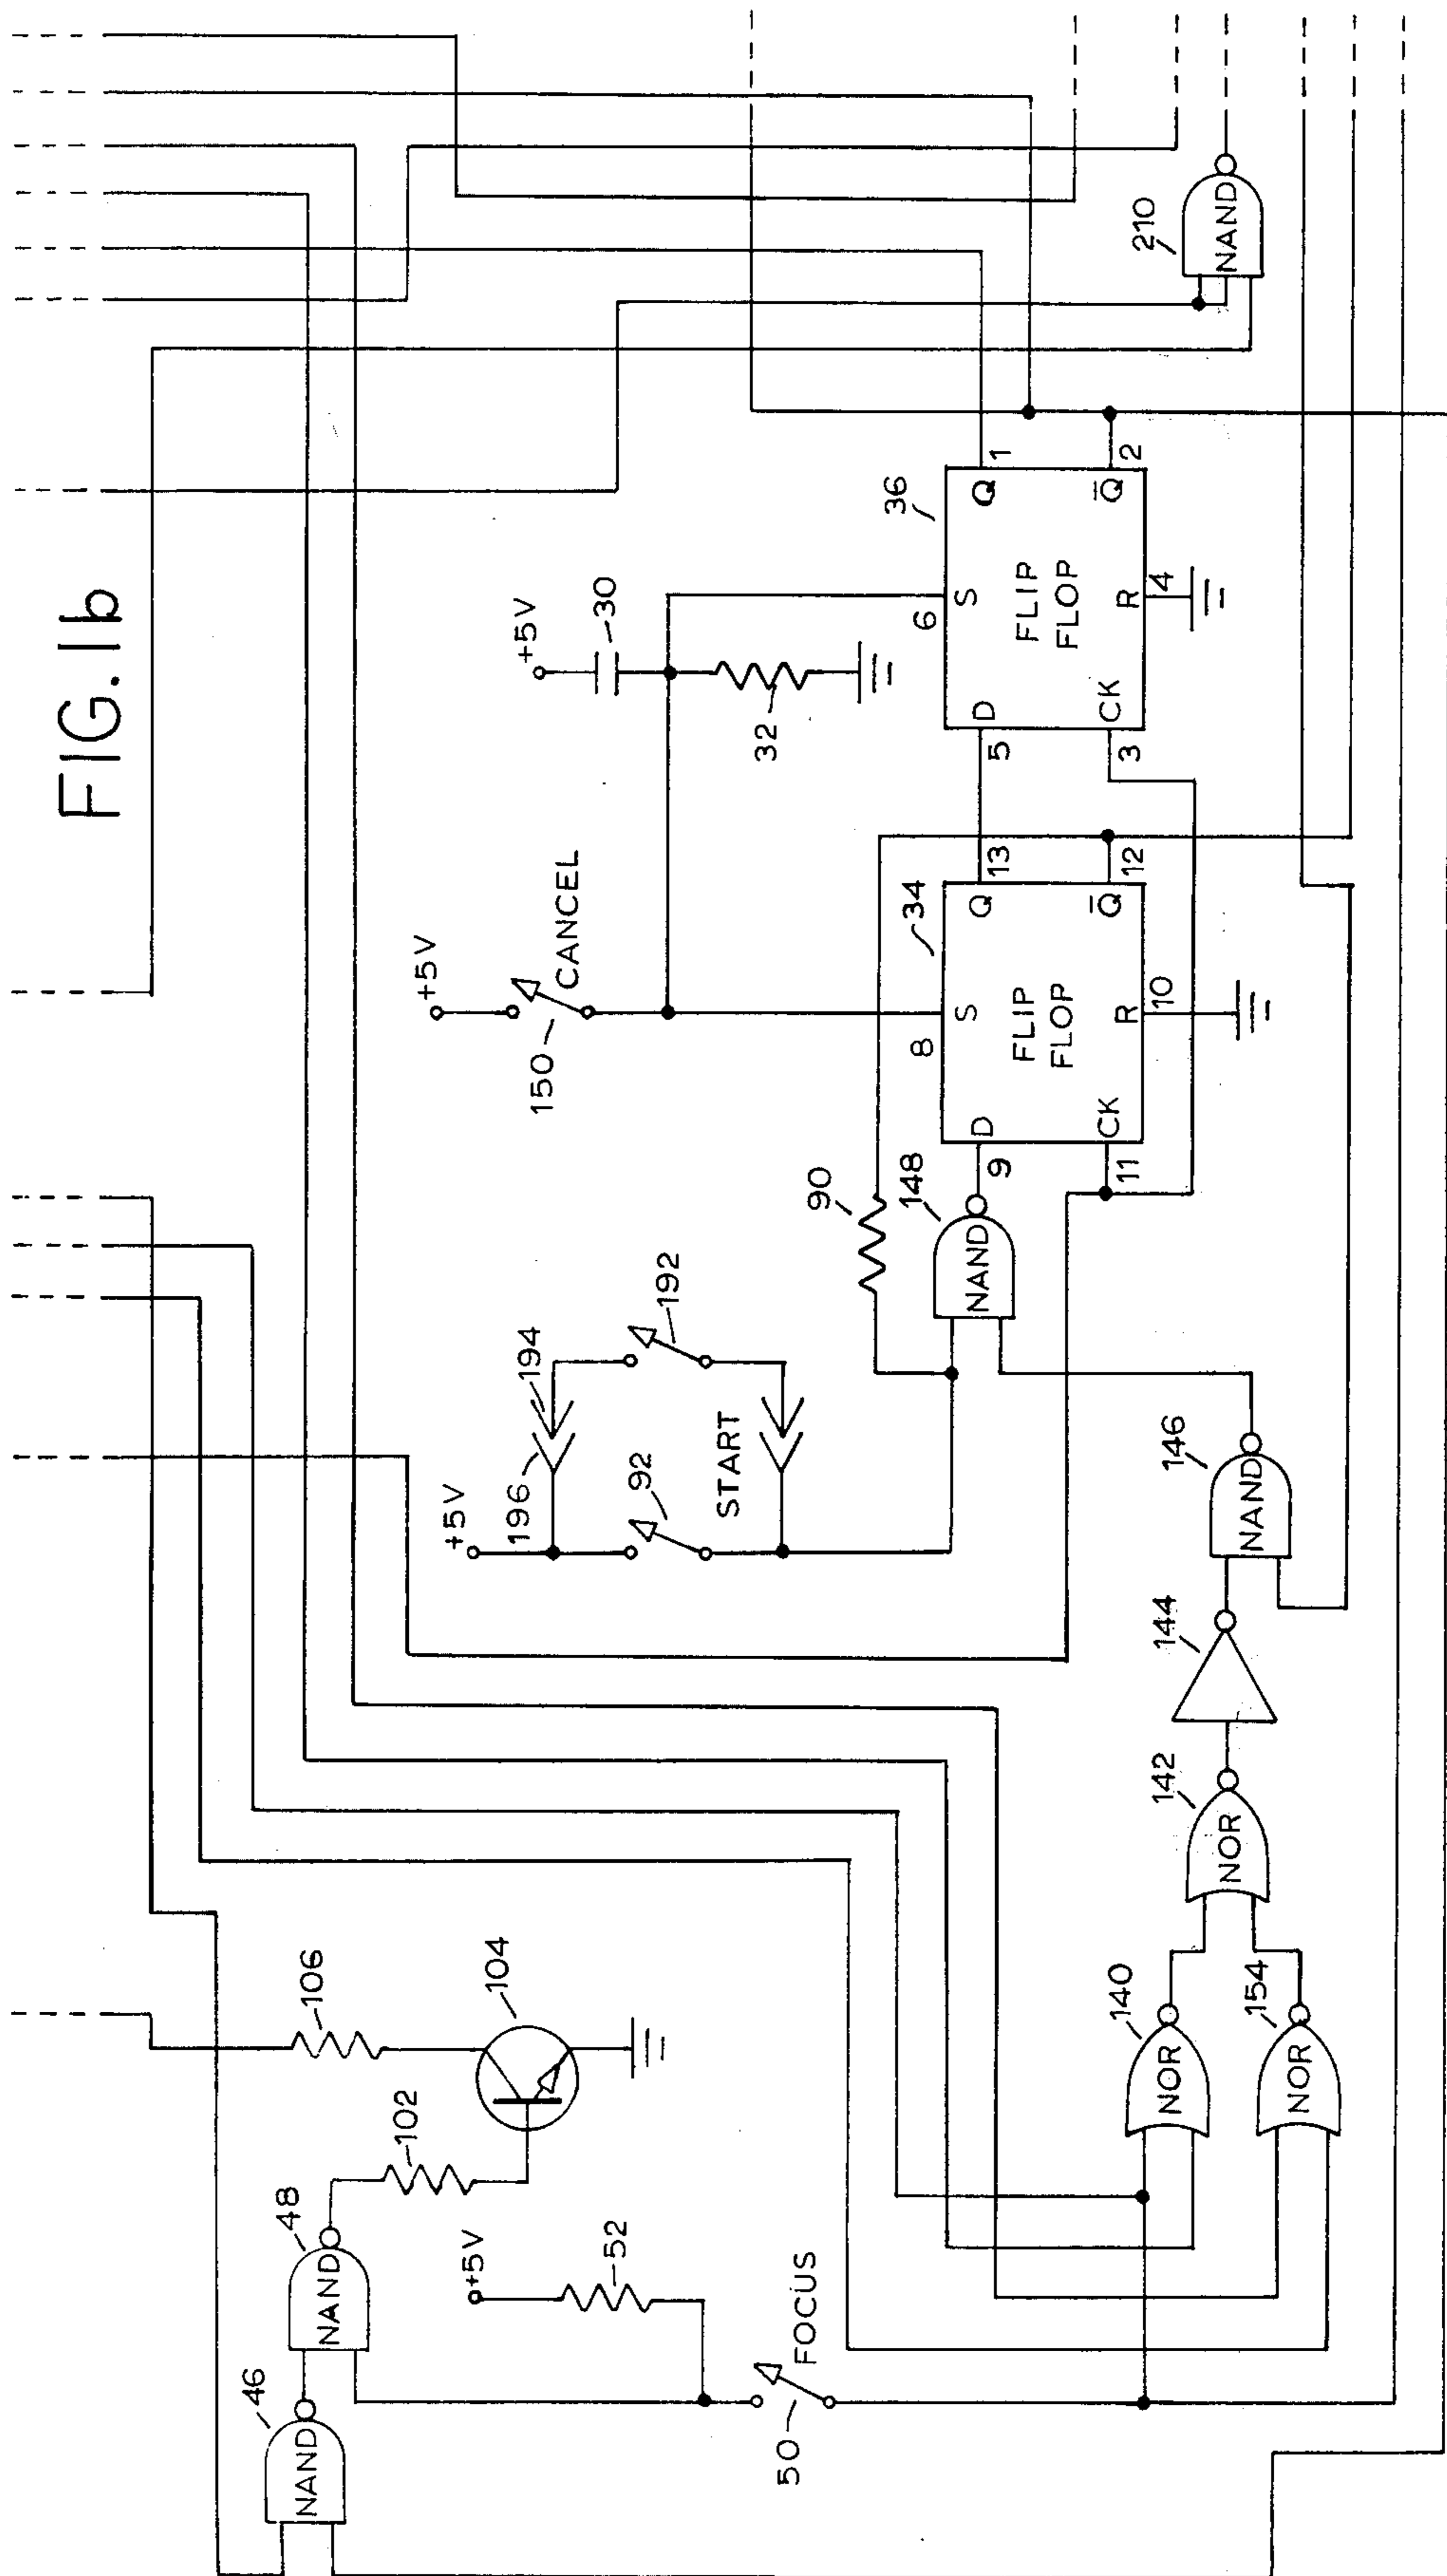 FIG. 1b
NAND
46
NAND
48
102
106
104
+5V
52
50
FOCUS
NOR
140
NOR
154
NOR
142
144
NAND
146
+5V
196
194
92
192
START
90
NAND
148
+5V
150
CANCEL
+5V
30
32
34
8
S
9
D
Q
13
FLIP
FLOP
11
CK
R
10
Q̅
12
36
6
S
5
D
Q
1
FLIP
FLOP
3
CK
R
4
Q̅
2
210
NAND